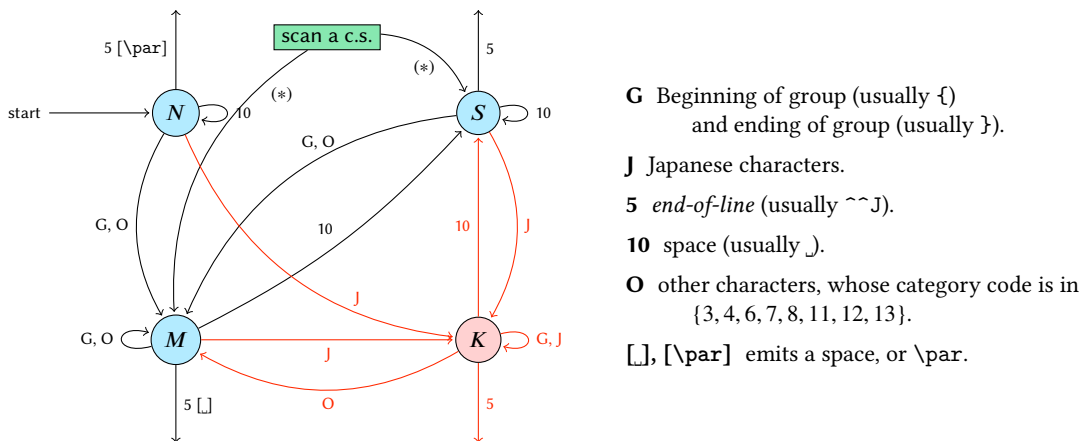 5 [\par]
scan a c.s.
5
(∗)
(∗)
start
N
10
S
10
G, O
G, O
J
10
10
J
G, O
M
J
K
G, J
O
5 [␣]
5
G Beginning of group (usually {)
and ending of group (usually }).
J Japanese characters.
5 end-of-line (usually ^^J).
10 space (usually ␣).
O other characters, whose category code is in
{3, 4, 6, 7, 8, 11, 12, 13}.
[␣], [\par] emits a space, or \par.
J